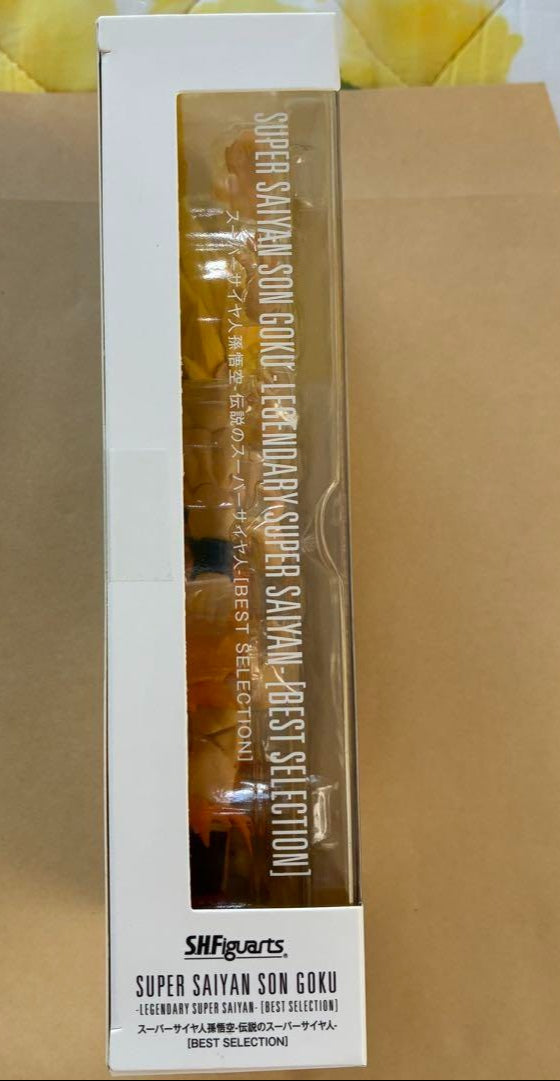 SUPER SAIYAN SON GOKU -LEGENDARY SUPER SAIYAN- [BEST SELECTION]
スーパーサイヤ人孫悟空-伝説のスーパーサイヤ人-[BEST SELECTION]
S.H.Figuarts
SUPER SAIYAN SON GOKU
-LEGENDARY SUPER SAIYAN- [BEST SELECTION]
スーパーサイヤ人孫悟空-伝説のスーパーサイヤ人-
[BEST SELECTION]